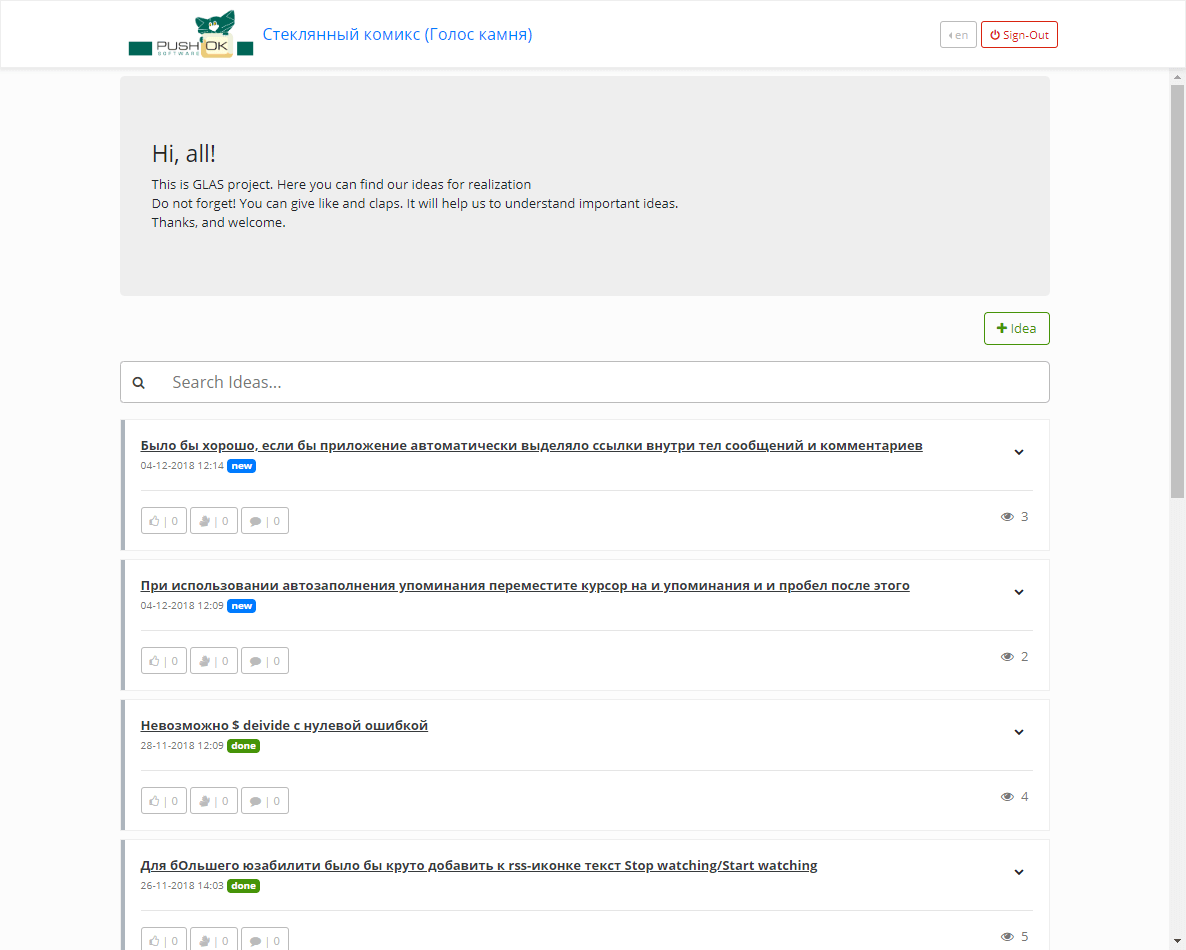 PUSH OK
SOFTWARE
Стеклянный комикс (Голос камня)
en
Sign-Out
Hi, all!
This is GLAS project. Here you can find our ideas for realization
Do not forget! You can give like and claps. It will help us to understand important ideas.
Thanks, and welcome.
Idea
Search Ideas...
Было бы хорошо, если бы приложение автоматически выделяло ссылки внутри тел сообщений и комментариев
04-12-2018 12:14 new
| 0 | 0 | 0
3
При использовании автозаполнения упоминания переместите курсор на и упоминания и и пробел после этого
04-12-2018 12:09 new
| 0 | 0 | 0
2
Невозможно $ deivide с нулевой ошибкой
28-11-2018 12:09 done
| 0 | 0 | 0
4
Для бОльшего юзабилити было бы круто добавить к rss-иконке текст Stop watching/Start watching
26-11-2018 14:03 done
| 0 | 0 | 0
5